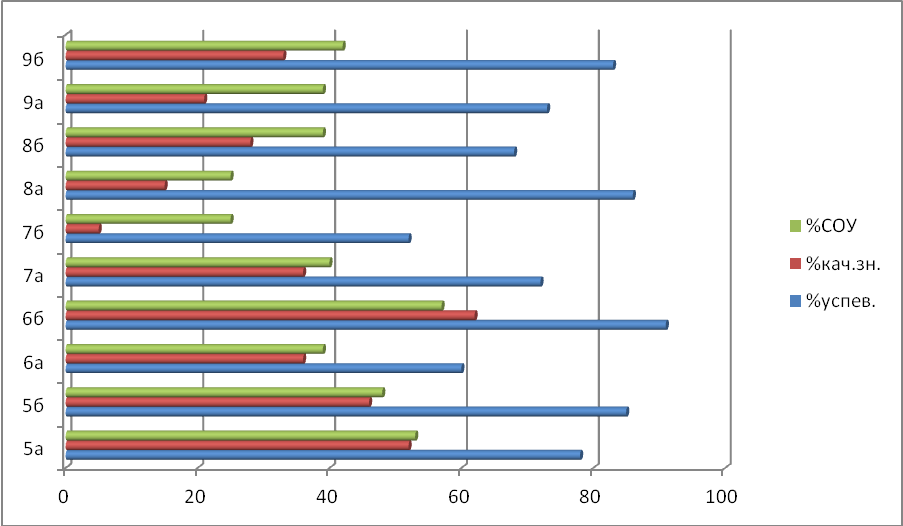 9б
9а
8б
8а
7б
7а
6б
6а
5б
5а
0 20 40 60 80 100
%СОУ
%кач.зн.
%успев.